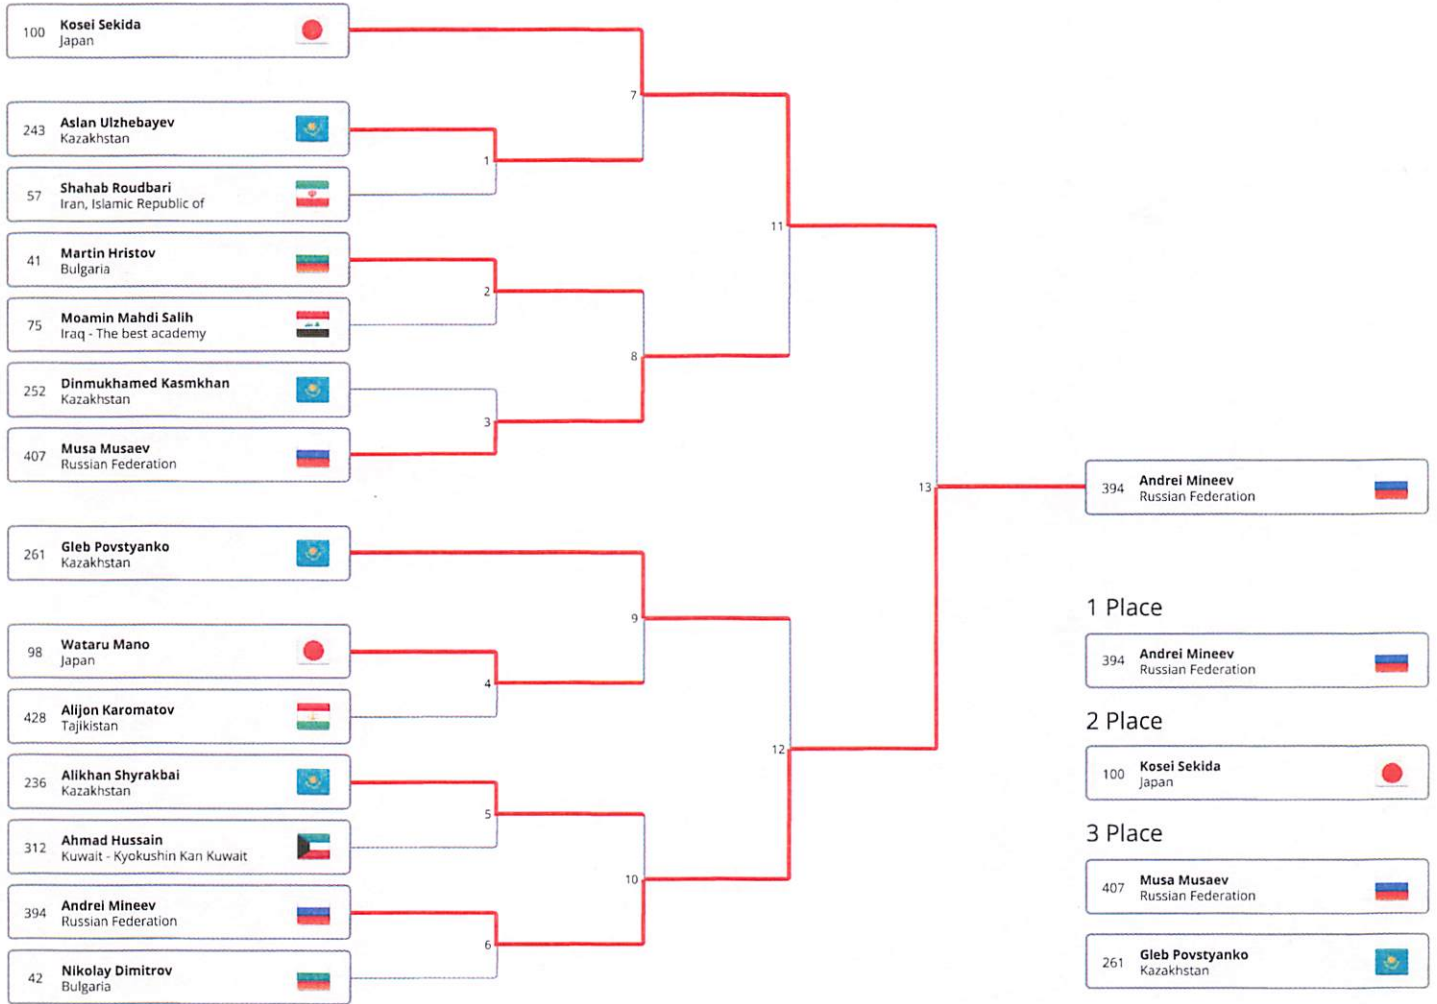 100 Kosei Sekida
Japan
243 Aslan Ulzhebayev
Kazakhstan
57 Shahab Roudbari
Iran, Islamic Republic of
41 Martin Hristov
Bulgaria
75 Moamin Mahdi Salih
Iraq - The best academy
252 Dinmukhamed Kasmkhan
Kazakhstan
407 Musa Musaev
Russian Federation
261 Gleb Povstyanko
Kazakhstan
98 Wataru Mano
Japan
428 Alijon Karomatov
Tajikistan
236 Alikhan Shyrakbai
Kazakhstan
312 Ahmad Hussain
Kuwait - Kyokushin Kan Kuwait
394 Andrei Mineev
Russian Federation
42 Nikolay Dimitrov
Bulgaria
1
2
3
4
5
6
7
8
9
10
11
12
13
394 Andrei Mineev
Russian Federation
1 Place
394 Andrei Mineev
Russian Federation
2 Place
100 Kosei Sekida
Japan
3 Place
407 Musa Musaev
Russian Federation
261 Gleb Povstyanko
Kazakhstan